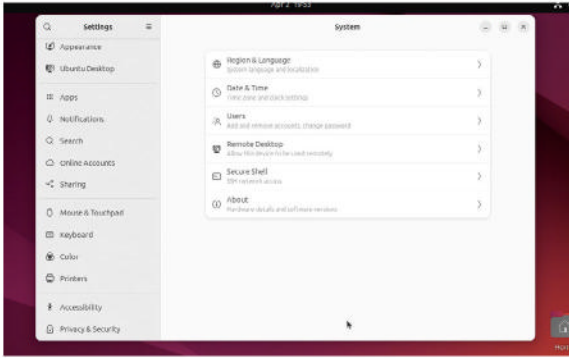 Apr 2 19:53
Settings
System
Appearance
Ubuntu Desktop
Apps
Notifications
Search
Online Accounts
Sharing
Mouse & Touchpad
Keyboard
Color
Printers
Accessibility
Privacy & Security
Region & Language
System language and localization
Date & Time
Time zone and clock settings
Users
Add and remove accounts, change password
Remote Desktop
Allow this device to be used remotely
Secure Shell
SSH network access
About
Hardware details and software versions